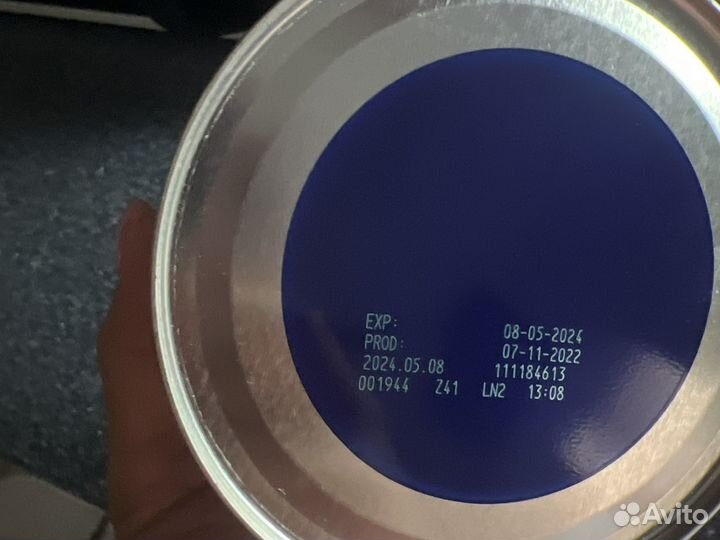 EXP: 08-05-2024
PROD: 07-11-2022
2024.05.08 111184613
001944 Z41 LN2 13:08
Avito